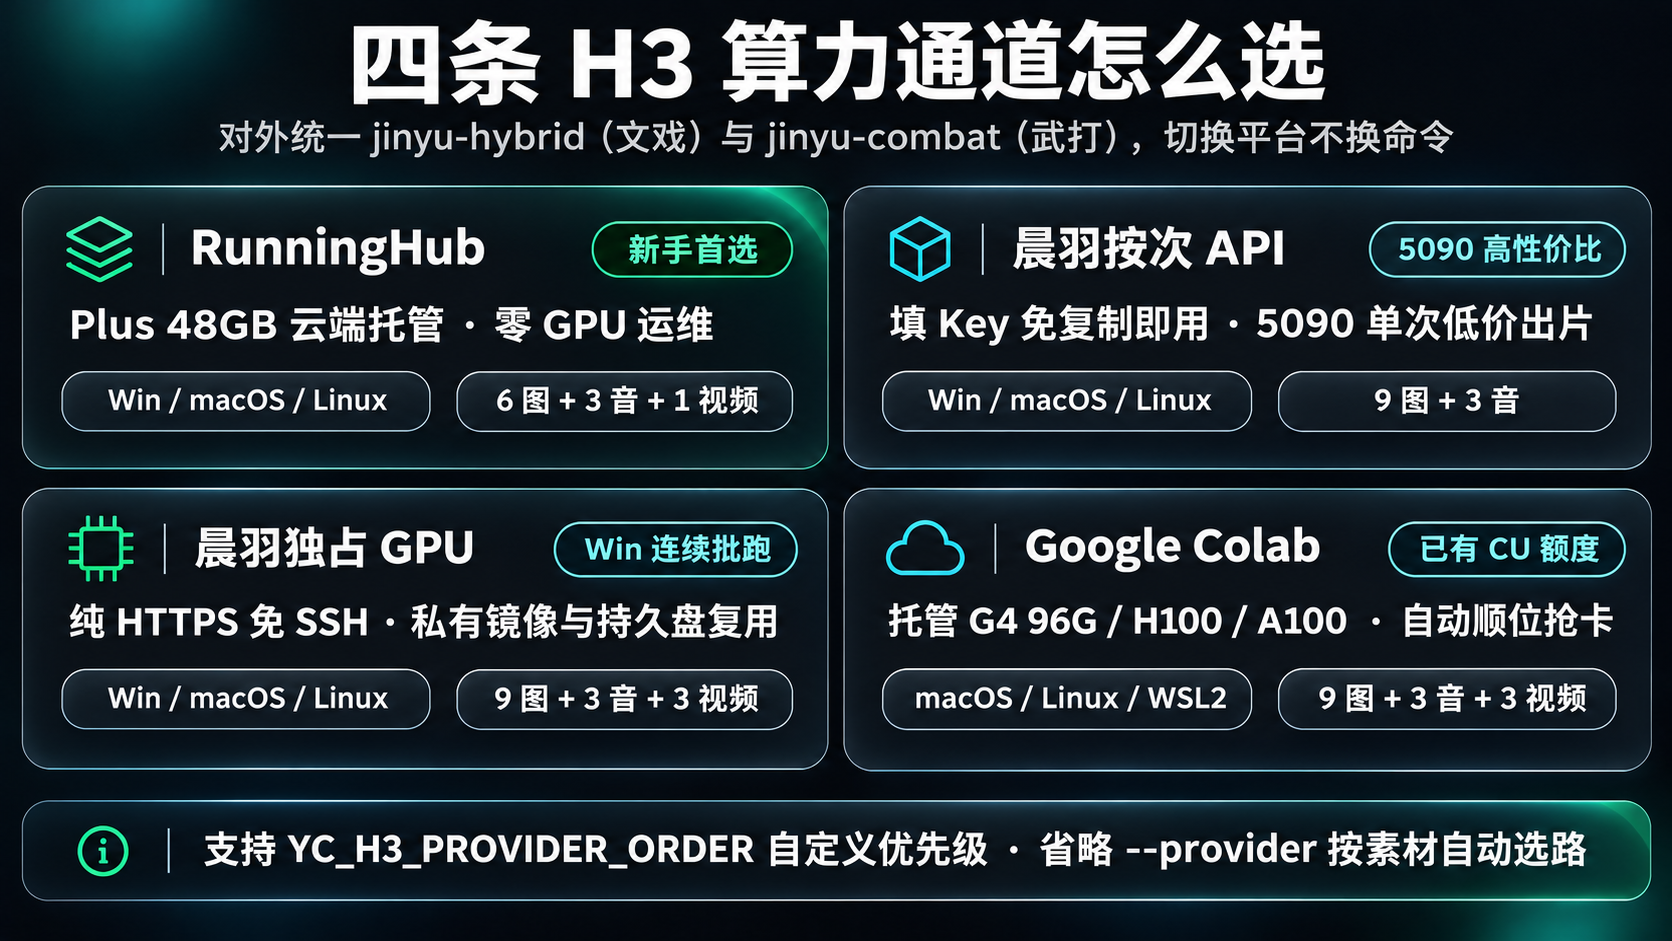 四条 H3 算力通道怎么选
对外统一 jinyu-hybrid（文戏）与 jinyu-combat（武打），切换平台不换命令
RunningHub
新手首选
Plus 48GB 云端托管 · 零 GPU 运维
Win / macOS / Linux
6 图 + 3 音 + 1 视频
晨羽按次 API
5090 高性价比
填 Key 免复制即用 · 5090 单次低价出片
Win / macOS / Linux
9 图 + 3 音
晨羽独占 GPU
Win 连续批跑
纯 HTTPS 免 SSH · 私有镜像与持久盘复用
Win / macOS / Linux
9 图 + 3 音 + 3 视频
Google Colab
已有 CU 额度
托管 G4 96G / H100 / A100 · 自动顺位抢卡
macOS / Linux / WSL2
9 图 + 3 音 + 3 视频
支持 YC_H3_PROVIDER_ORDER 自定义优先级 · 省略 --provider 按素材自动选路